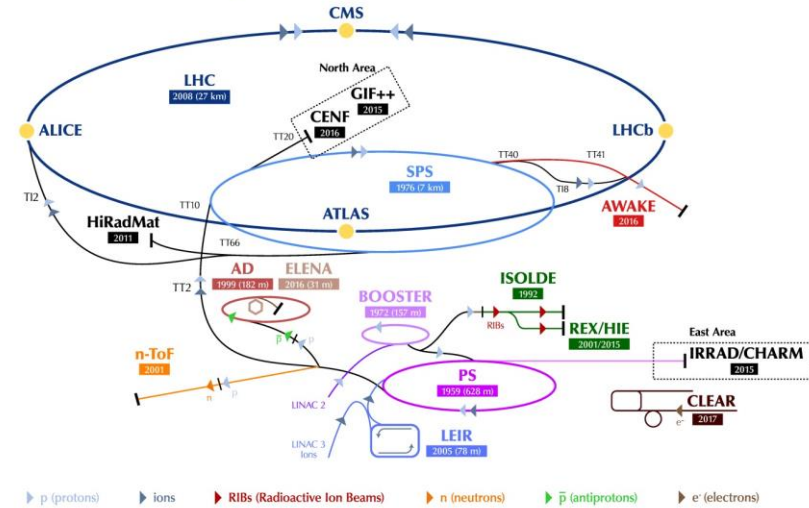 CMS
North Area
LHC
2008 (27 km)
GIF++
2015
CENF
2016
ALICE
LHCb
TT20
TT40
TT41
SPS
1976 (7 km)
TI2
TT10
TI8
HiRadMat
2011
ATLAS
AWAKE
2016
TT66
AD
1999 (182 m)
ELENA
2016 (31 m)
TT2
BOOSTER
1972 (157 m)
ISOLDE
1992
p
p̅
RIBs
REX/HIE
2001/2015
East Area
n-ToF
2001
IRRAD/CHARM
2015
PS
1959 (628 m)
n
p
LINAC 2
CLEAR
2017
e-
LINAC 3
Ions
LEIR
2005 (78 m)
p (protons)
ions
RIBs (Radioactive Ion Beams)
n (neutrons)
p̅ (antiprotons)
e- (electrons)